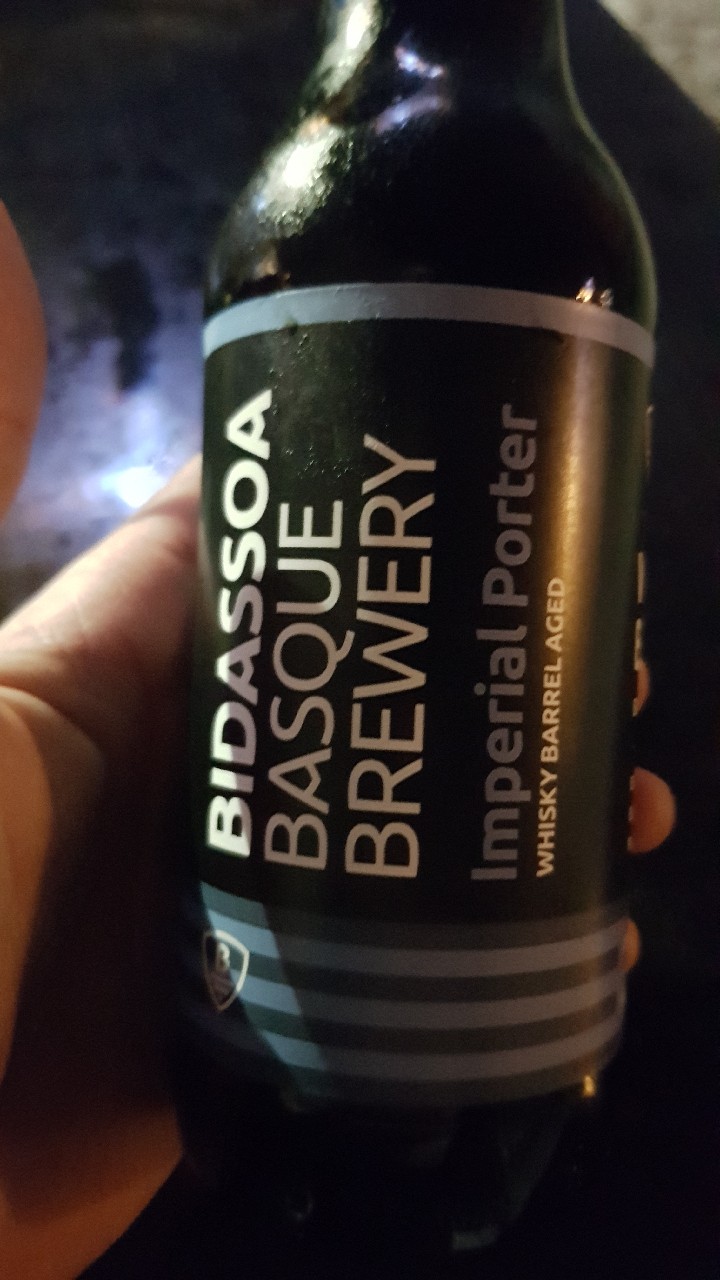 BIDASSOA
BASQUE
BREWERY
Imperial Porter
WHISKY BARREL AGED
B